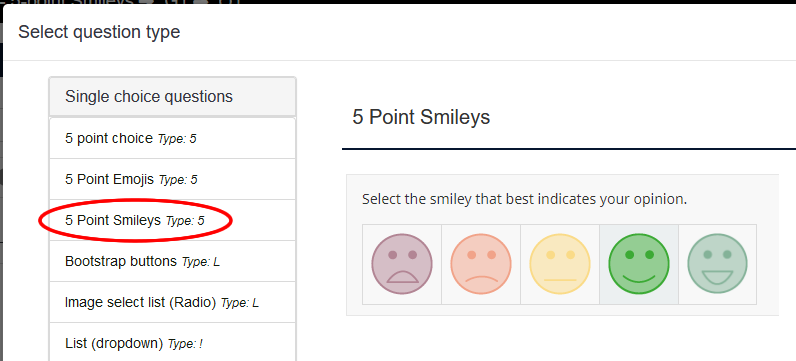 Select question type
Single choice questions
5 point choice Type: 5
5 Point Emojis Type: 5
5 Point Smileys Type: 5
Bootstrap buttons Type: L
Image select list (Radio) Type: L
List (dropdown) Type: !
5 Point Smileys
Select the smiley that best indicates your opinion.